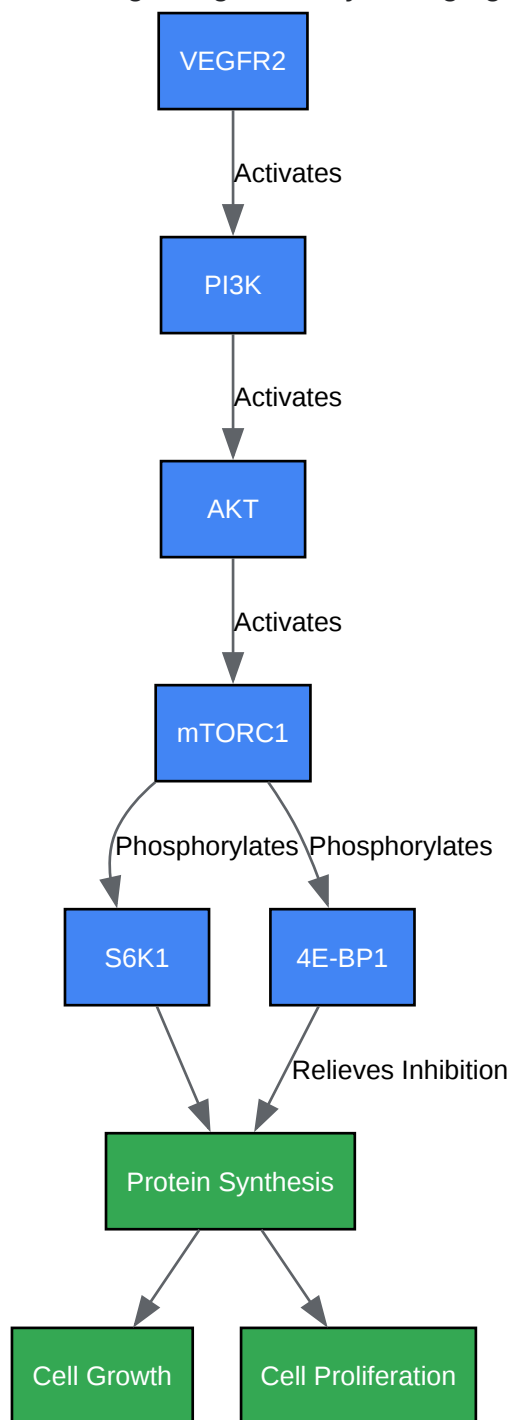 VEGFR2
Activates
PI3K
Activates
AKT
Activates
mTORC1
Phosphorylates Phosphorylates
S6K1 4E-BP1
Relieves Inhibition
Protein Synthesis
Cell Growth Cell Proliferation